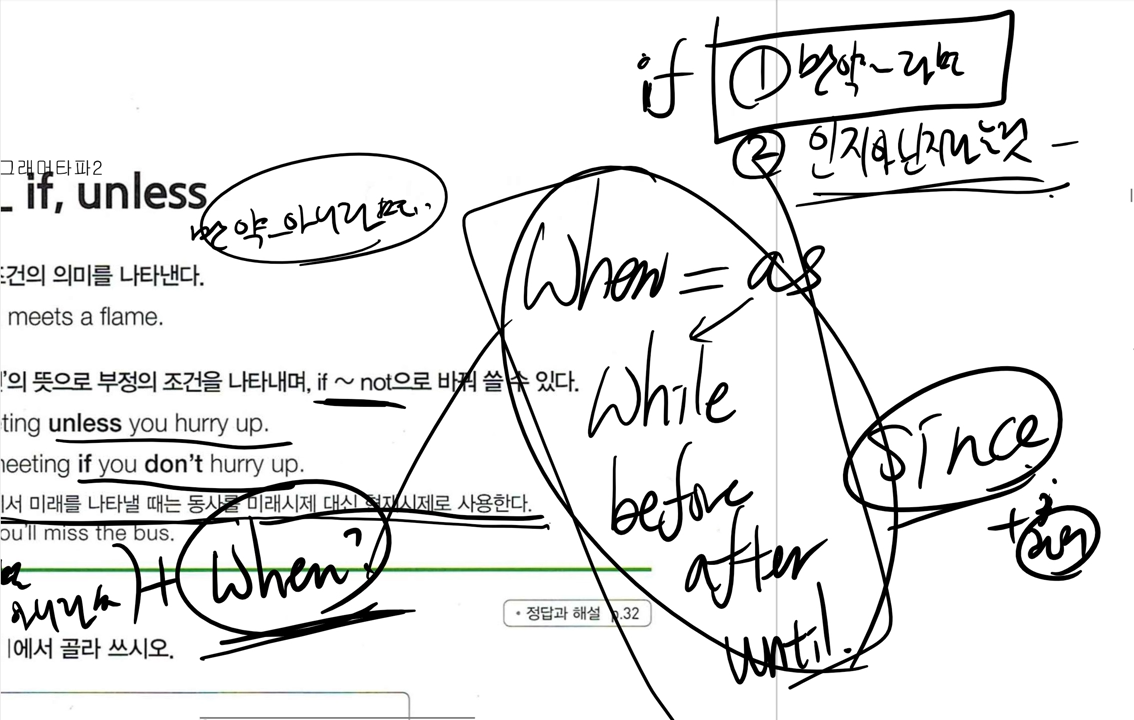 if ① 만약~라면
② 인지아닌지라는것
그래머타파2
if, unless
만약_아니라면..
조건의 의미를 나타낸다.
meets a flame.
When = as
while
before
after
until.
since
'의 뜻으로 부정의 조건을 나타내며, if ~ not으로 바꿔 쓸 수 있다.
ting unless you hurry up.
neeting if you don't hurry up.
에서 미래를 나타낼 때는 동사를 미래시제 대신 현재시제로 사용한다.
ou'll miss the bus.
)+ When?
• 정답과 해설 p.32
에서 골라 쓰시오.